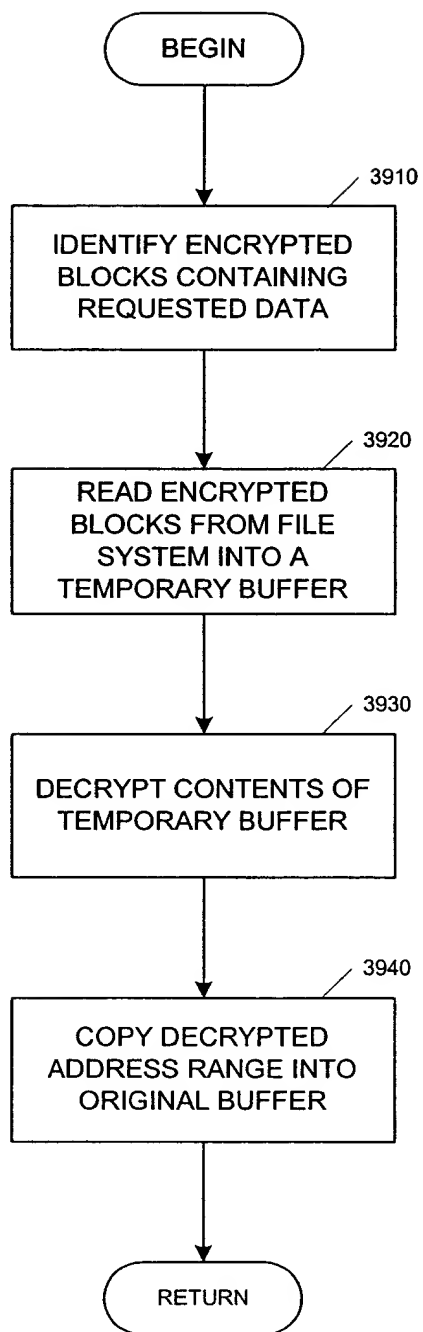 BEGIN
3910
IDENTIFY ENCRYPTED
BLOCKS CONTAINING
REQUESTED DATA
3920
READ ENCRYPTED
BLOCKS FROM FILE
SYSTEM INTO A
TEMPORARY BUFFER
3930
DECRYPT CONTENTS OF
TEMPORARY BUFFER
3940
COPY DECRYPTED
ADDRESS RANGE INTO
ORIGINAL BUFFER
RETURN